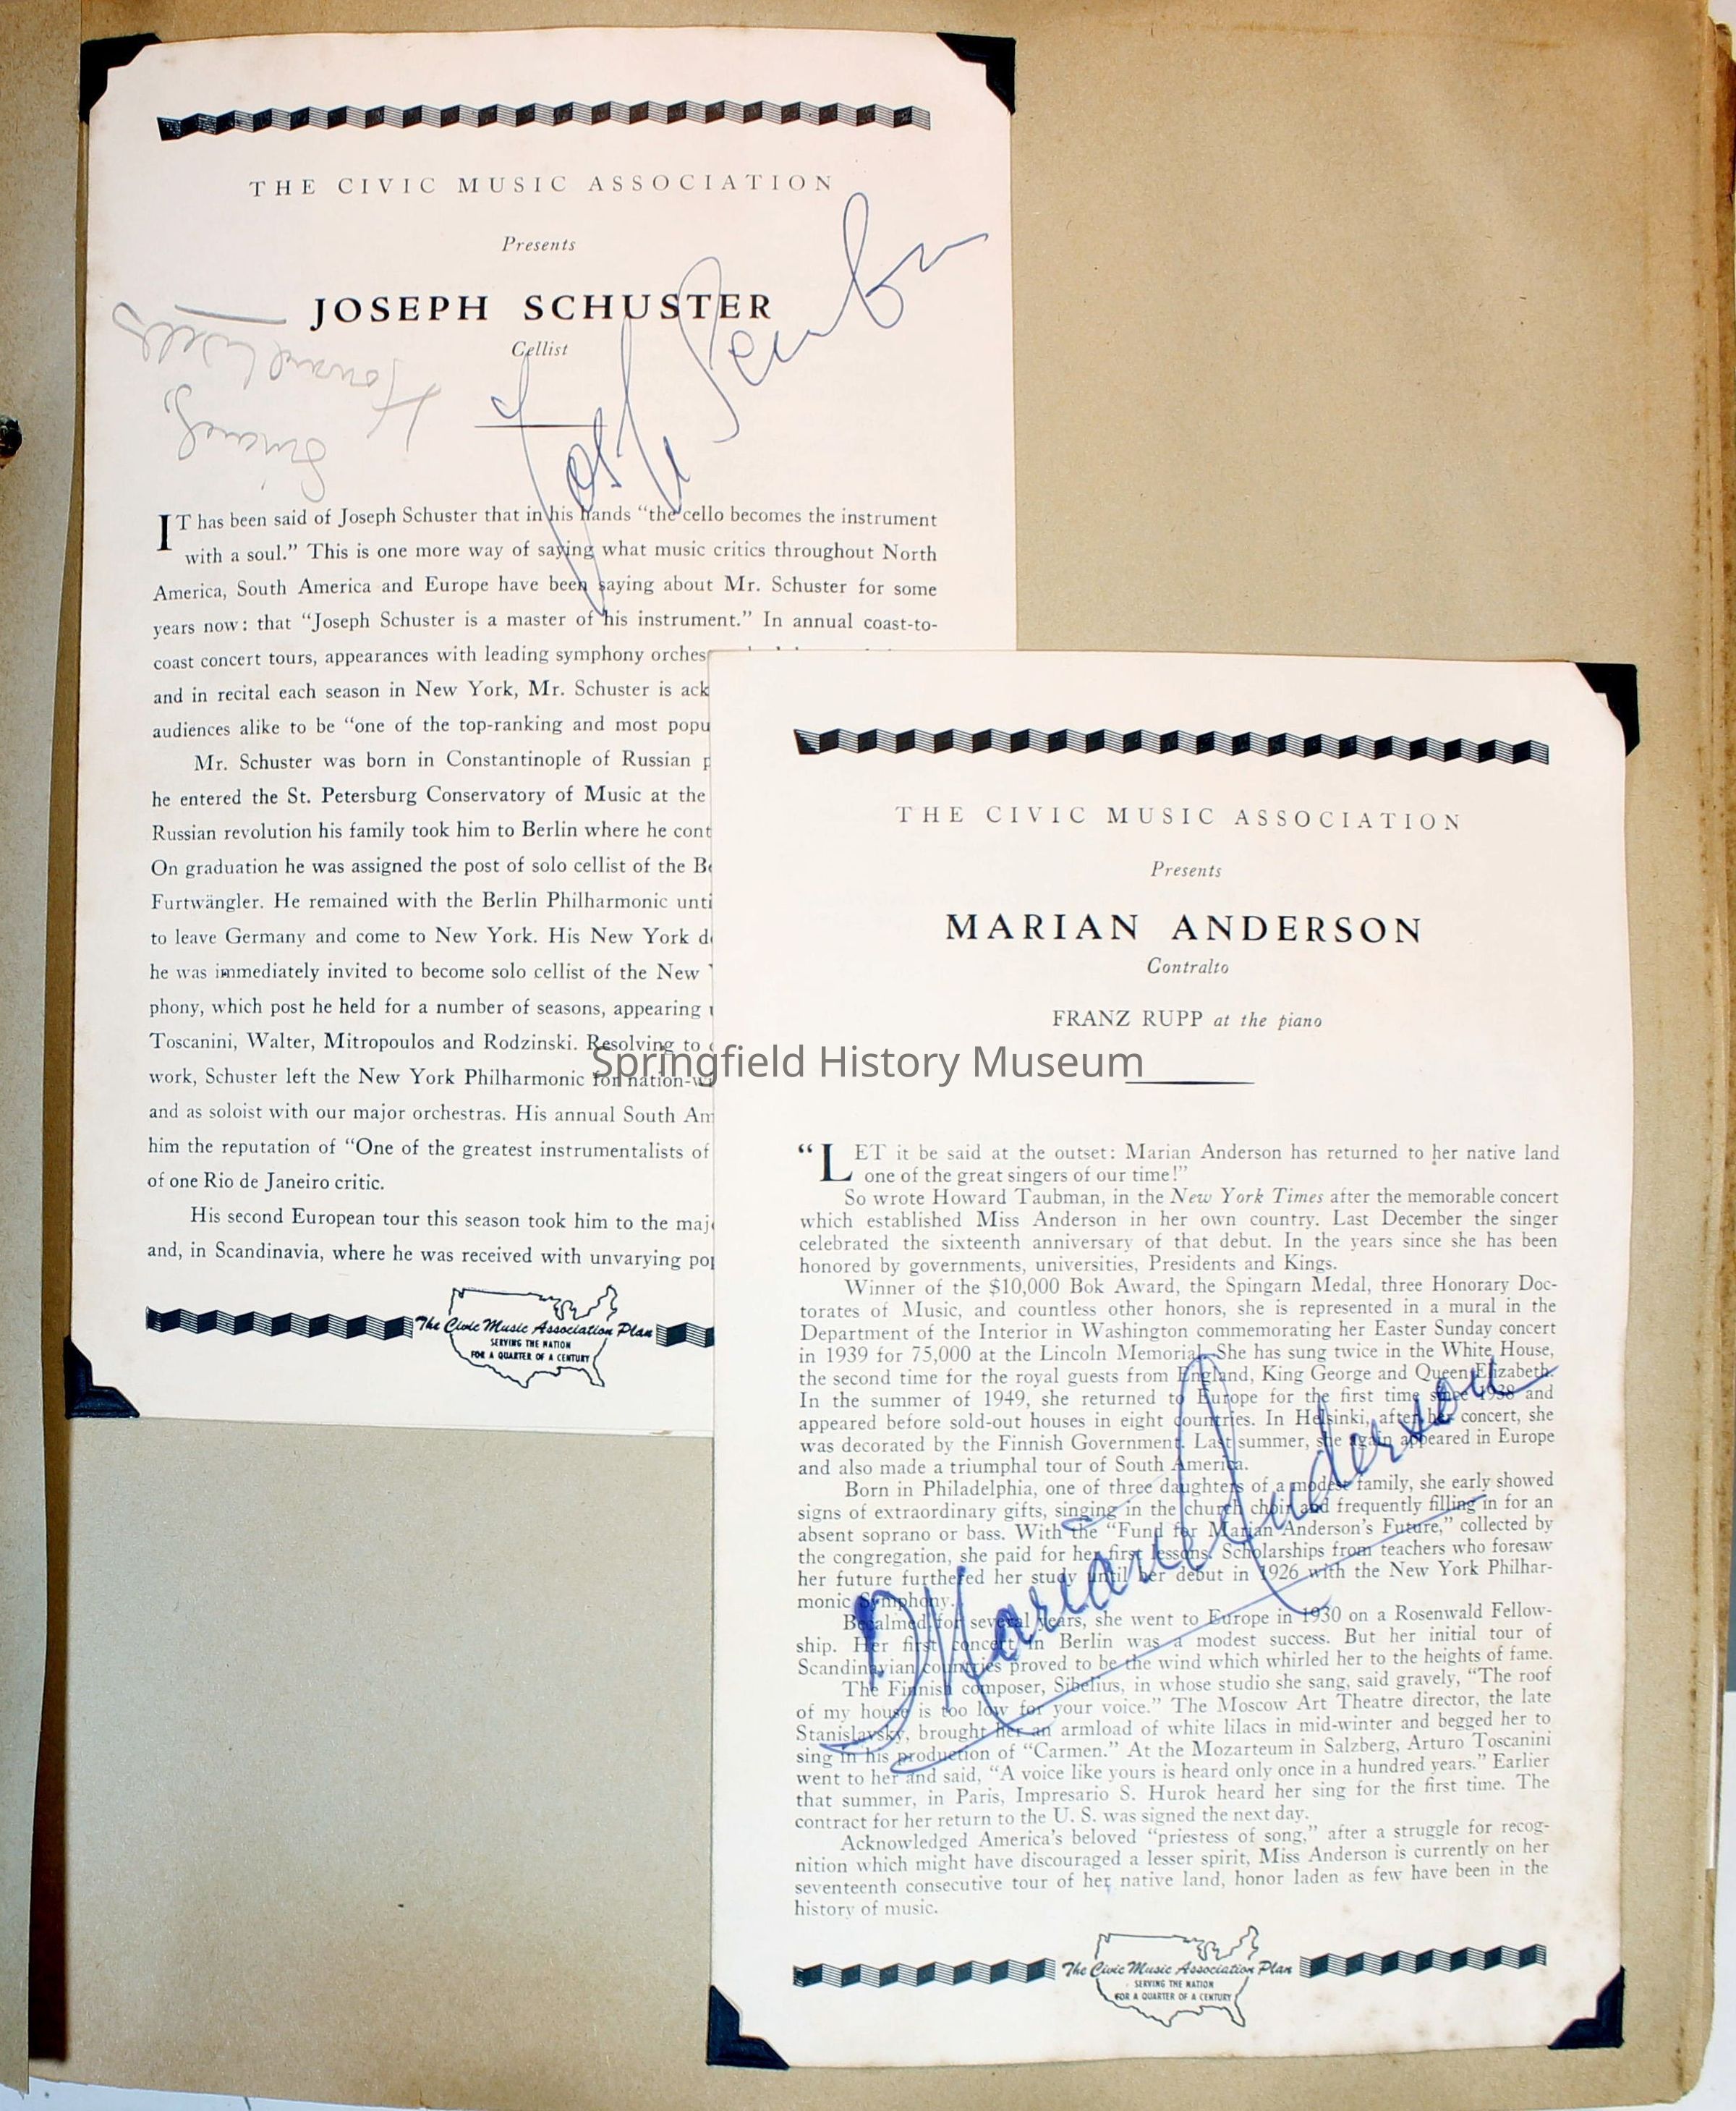 THE CIVIC MUSIC ASSOCIATION
Presents
JOSEPH SCHUSTER
Cellist
Sincerely,
Howard Wells
Joseph Schuster
IT has been said of Joseph Schuster that in his hands “the cello becomes the instrument
with a soul.” This is one more way of saying what music critics throughout North
America, South America and Europe have been saying about Mr. Schuster for some
years now: that “Joseph Schuster is a master of his instrument.” In annual coast-to-
coast concert tours, appearances with leading symphony orches
and in recital each season in New York, Mr. Schuster is ack
audiences alike to be “one of the top-ranking and most popu
Mr. Schuster was born in Constantinople of Russian p
he entered the St. Petersburg Conservatory of Music at the
Russian revolution his family took him to Berlin where he cont
On graduation he was assigned the post of solo cellist of the Be
Furtwängler. He remained with the Berlin Philharmonic unti
to leave Germany and come to New York. His New York de
he was immediately invited to become solo cellist of the New
phony, which post he held for a number of seasons, appearing
Toscanini, Walter, Mitropoulos and Rodzinski. Resolving to
work, Schuster left the New York Philharmonic for nation-wi
and as soloist with our major orchestras. His annual South Am
him the reputation of “One of the greatest instrumentalists of
of one Rio de Janeiro critic.
His second European tour this season took him to the maj
and, in Scandinavia, where he was received with unvarying pop
The Civic Music Association Plan
SERVING THE NATION
FOR A QUARTER OF A CENTURY
THE CIVIC MUSIC ASSOCIATION
Presents
MARIAN ANDERSON
Contralto
FRANZ RUPP at the piano
Springfield History Museum
“LET it be said at the outset: Marian Anderson has returned to her native land
one of the great singers of our time!”
So wrote Howard Taubman, in the New York Times after the memorable concert
which established Miss Anderson in her own country. Last December the singer
celebrated the sixteenth anniversary of that debut. In the years since she has been
honored by governments, universities, Presidents and Kings.
Winner of the $10,000 Bok Award, the Spingarn Medal, three Honorary Doc-
torates of Music, and countless other honors, she is represented in a mural in the
Department of the Interior in Washington commemorating her Easter Sunday concert
in 1939 for 75,000 at the Lincoln Memorial. She has sung twice in the White House,
the second time for the royal guests from England, King George and Queen Elizabeth.
In the summer of 1949, she returned to Europe for the first time since 1938 and
appeared before sold-out houses in eight countries. In Helsinki, after her concert, she
was decorated by the Finnish Government. Last summer, she again appeared in Europe
and also made a triumphal tour of South America.
Born in Philadelphia, one of three daughters of a modest family, she early showed
signs of extraordinary gifts, singing in the church choir and frequently filling in for an
absent soprano or bass. With the “Fund for Marian Anderson’s Future,” collected by
the congregation, she paid for her first lessons. Scholarships from teachers who foresaw
her future furthered her study until her debut in 1926 with the New York Philhar-
monic Symphony.
Becalmed for several years, she went to Europe in 1930 on a Rosenwald Fellow-
ship. Her first concert in Berlin was a modest success. But her initial tour of
Scandinavian countries proved to be the wind which whirled her to the heights of fame.
The Finnish composer, Sibelius, in whose studio she sang, said gravely, “The roof
of my house is too low for your voice.” The Moscow Art Theatre director, the late
Stanislavsky, brought her an armload of white lilacs in mid-winter and begged her to
sing in his production of “Carmen.” At the Mozarteum in Salzberg, Arturo Toscanini
went to her and said, “A voice like yours is heard only once in a hundred years.” Earlier
that summer, in Paris, Impresario S. Hurok heard her sing for the first time. The
contract for her return to the U. S. was signed the next day.
Acknowledged America’s beloved “priestess of song,” after a struggle for recog-
nition which might have discouraged a lesser spirit, Miss Anderson is currently on her
seventeenth consecutive tour of her native land, honor laden as few have been in the
history of music.
Marian Anderson
The Civic Music Association Plan
SERVING THE NATION
FOR A QUARTER OF A CENTURY